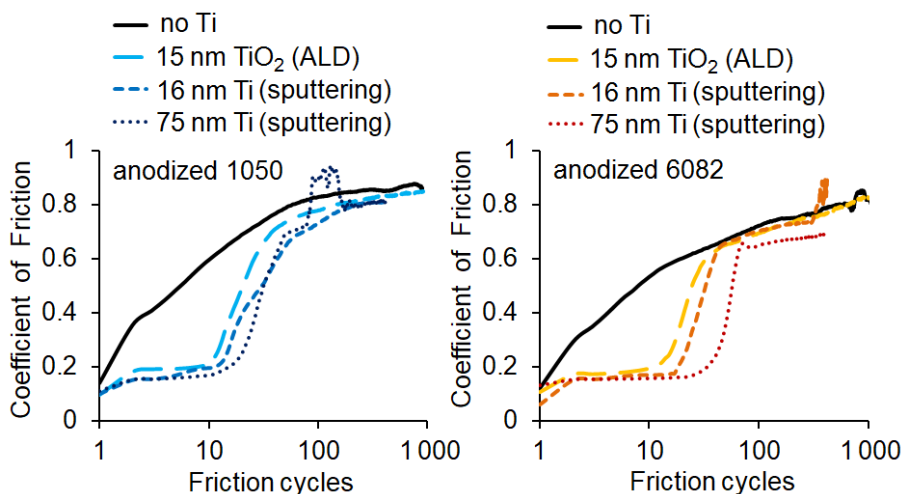 no Ti
15 nm TiO₂ (ALD)
16 nm Ti (sputtering)
75 nm Ti (sputtering)
1
0.8
0.6
0.4
0.2
0
Coefficient of Friction
anodized 1050
1 10 100 1 000
Friction cycles
no Ti
15 nm TiO₂ (ALD)
16 nm Ti (sputtering)
75 nm Ti (sputtering)
1
0.8
0.6
0.4
0.2
0
Coefficient of Friction
anodized 6082
1 10 100 1 000
Friction cycles